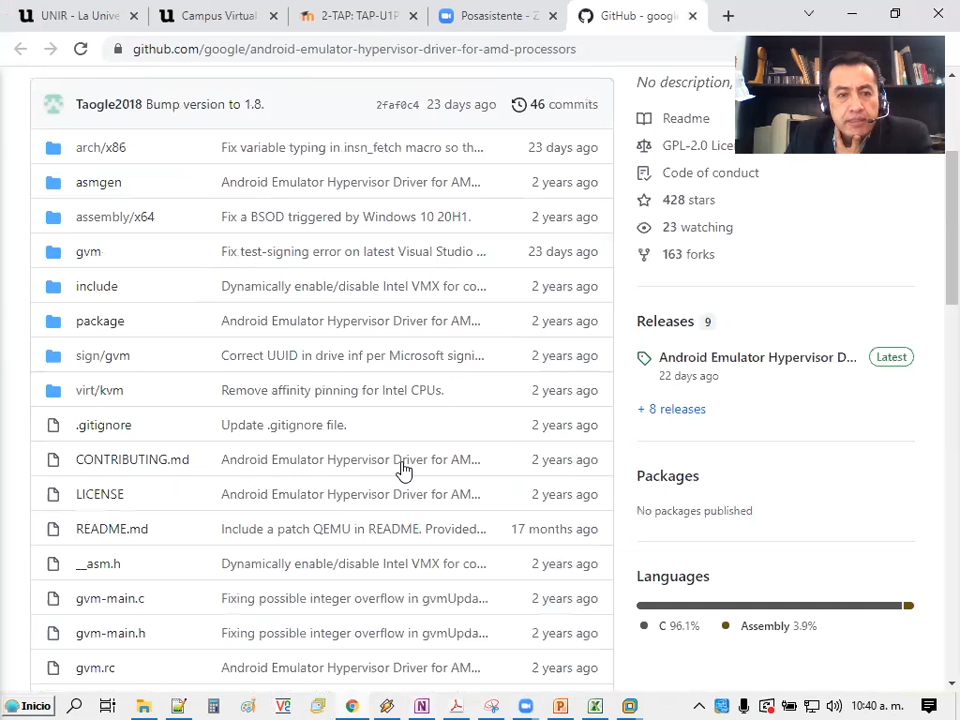 UNIR - La Unive
Campus Virtual
2-TAP: TAP-U1P
Posasistente - Z
GitHub - googl
github.com/google/android-emulator-hypervisor-driver-for-amd-processors
Taogle2018 Bump version to 1.8. 2faf0c4 23 days ago 46 commits
arch/x86 Fix variable typing in insn_fetch macro so th... 23 days ago
asmgen Android Emulator Hypervisor Driver for AM... 2 years ago
assembly/x64 Fix a BSOD triggered by Windows 10 20H1. 2 years ago
gvm Fix test-signing error on latest Visual Studio ... 23 days ago
include Dynamically enable/disable Intel VMX for co... 2 years ago
package Android Emulator Hypervisor Driver for AM... 2 years ago
sign/gvm Correct UUID in drive inf per Microsoft signi... 2 years ago
virt/kvm Remove affinity pinning for Intel CPUs. 2 years ago
.gitignore Update .gitignore file. 2 years ago
CONTRIBUTING.md Android Emulator Hypervisor Driver for AM... 2 years ago
LICENSE Android Emulator Hypervisor Driver for AM... 2 years ago
README.md Include a patch QEMU in README. Provided... 17 months ago
__asm.h Dynamically enable/disable Intel VMX for co... 2 years ago
gvm-main.c Fixing possible integer overflow in gvmUpda... 2 years ago
gvm-main.h Fixing possible integer overflow in gvmUpda... 2 years ago
gvm.rc Android Emulator Hypervisor Driver for AM... 2 years ago
No description,
Readme
GPL-2.0 Lice
Code of conduct
428 stars
23 watching
163 forks
Releases 9
Android Emulator Hypervisor D... Latest
22 days ago
+ 8 releases
Packages
No packages published
Languages
C 96.1% Assembly 3.9%
Inicio
10:40 a. m.